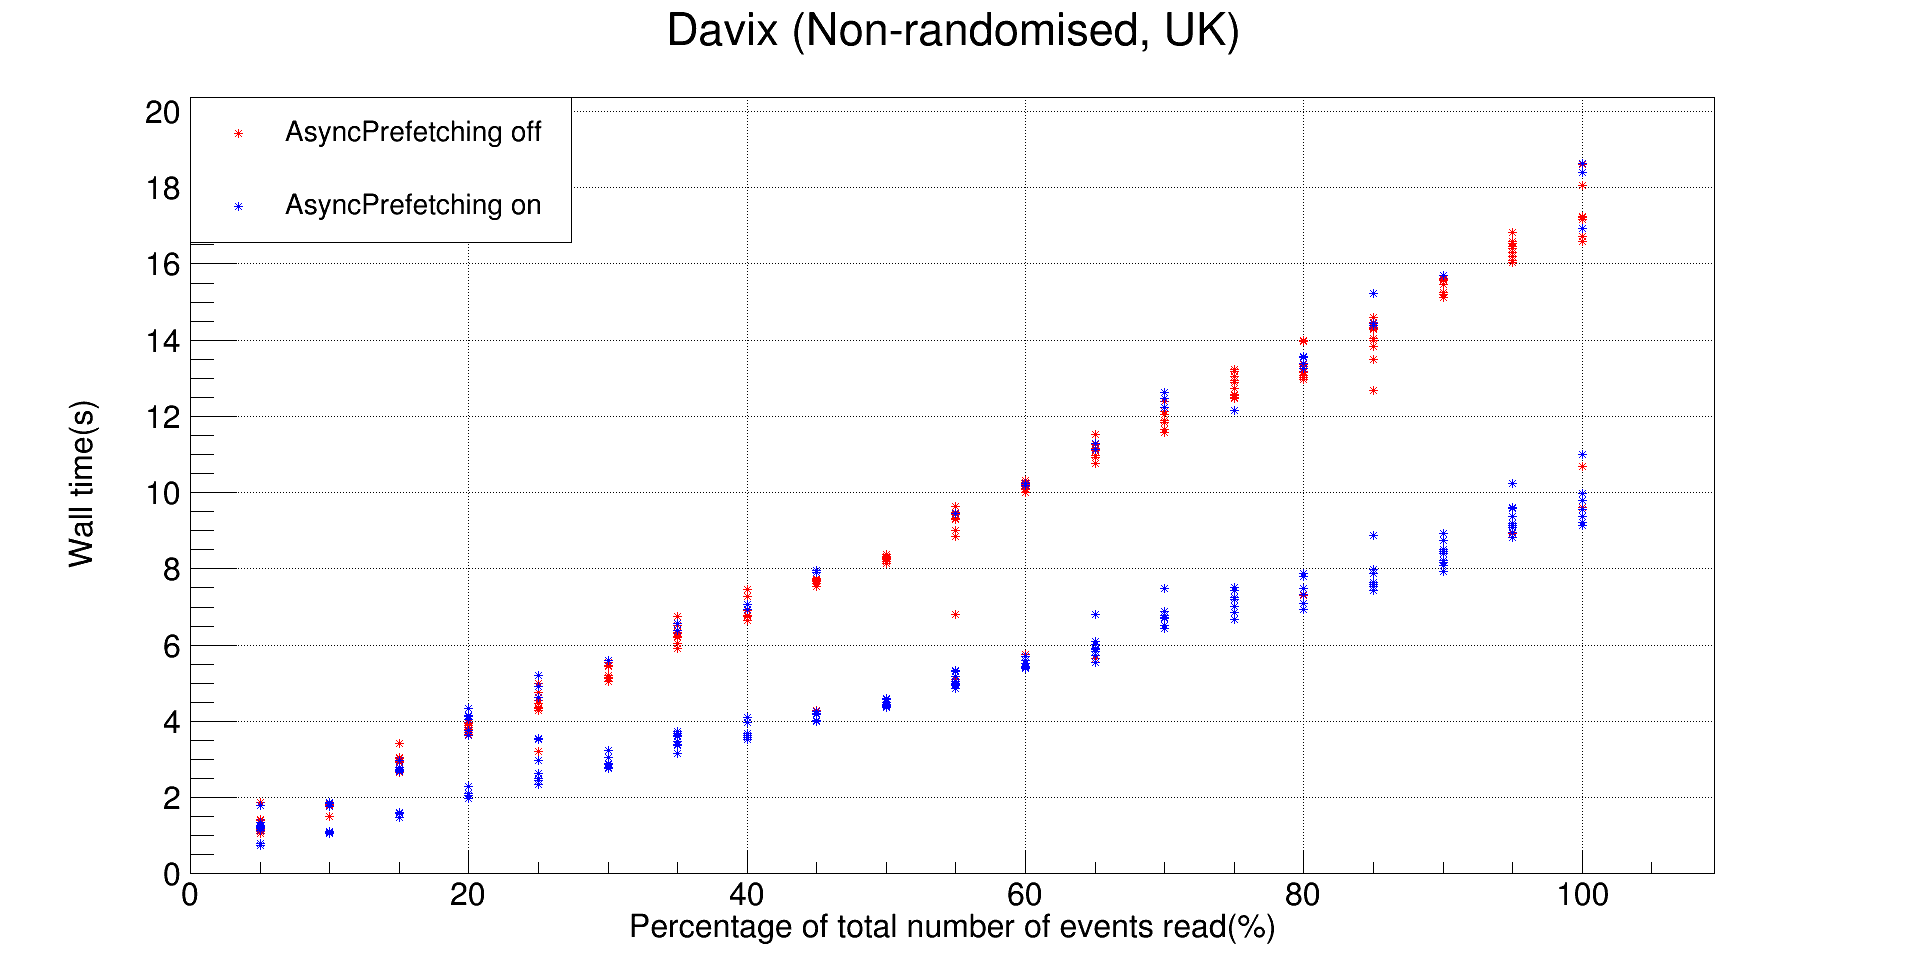 Davix (Non-randomised, UK)
AsyncPrefetching off
AsyncPrefetching on
20
18
16
14
12
10
8
6
4
2
0
Wall time(s)
0 20 40 60 80 100
Percentage of total number of events read(%)